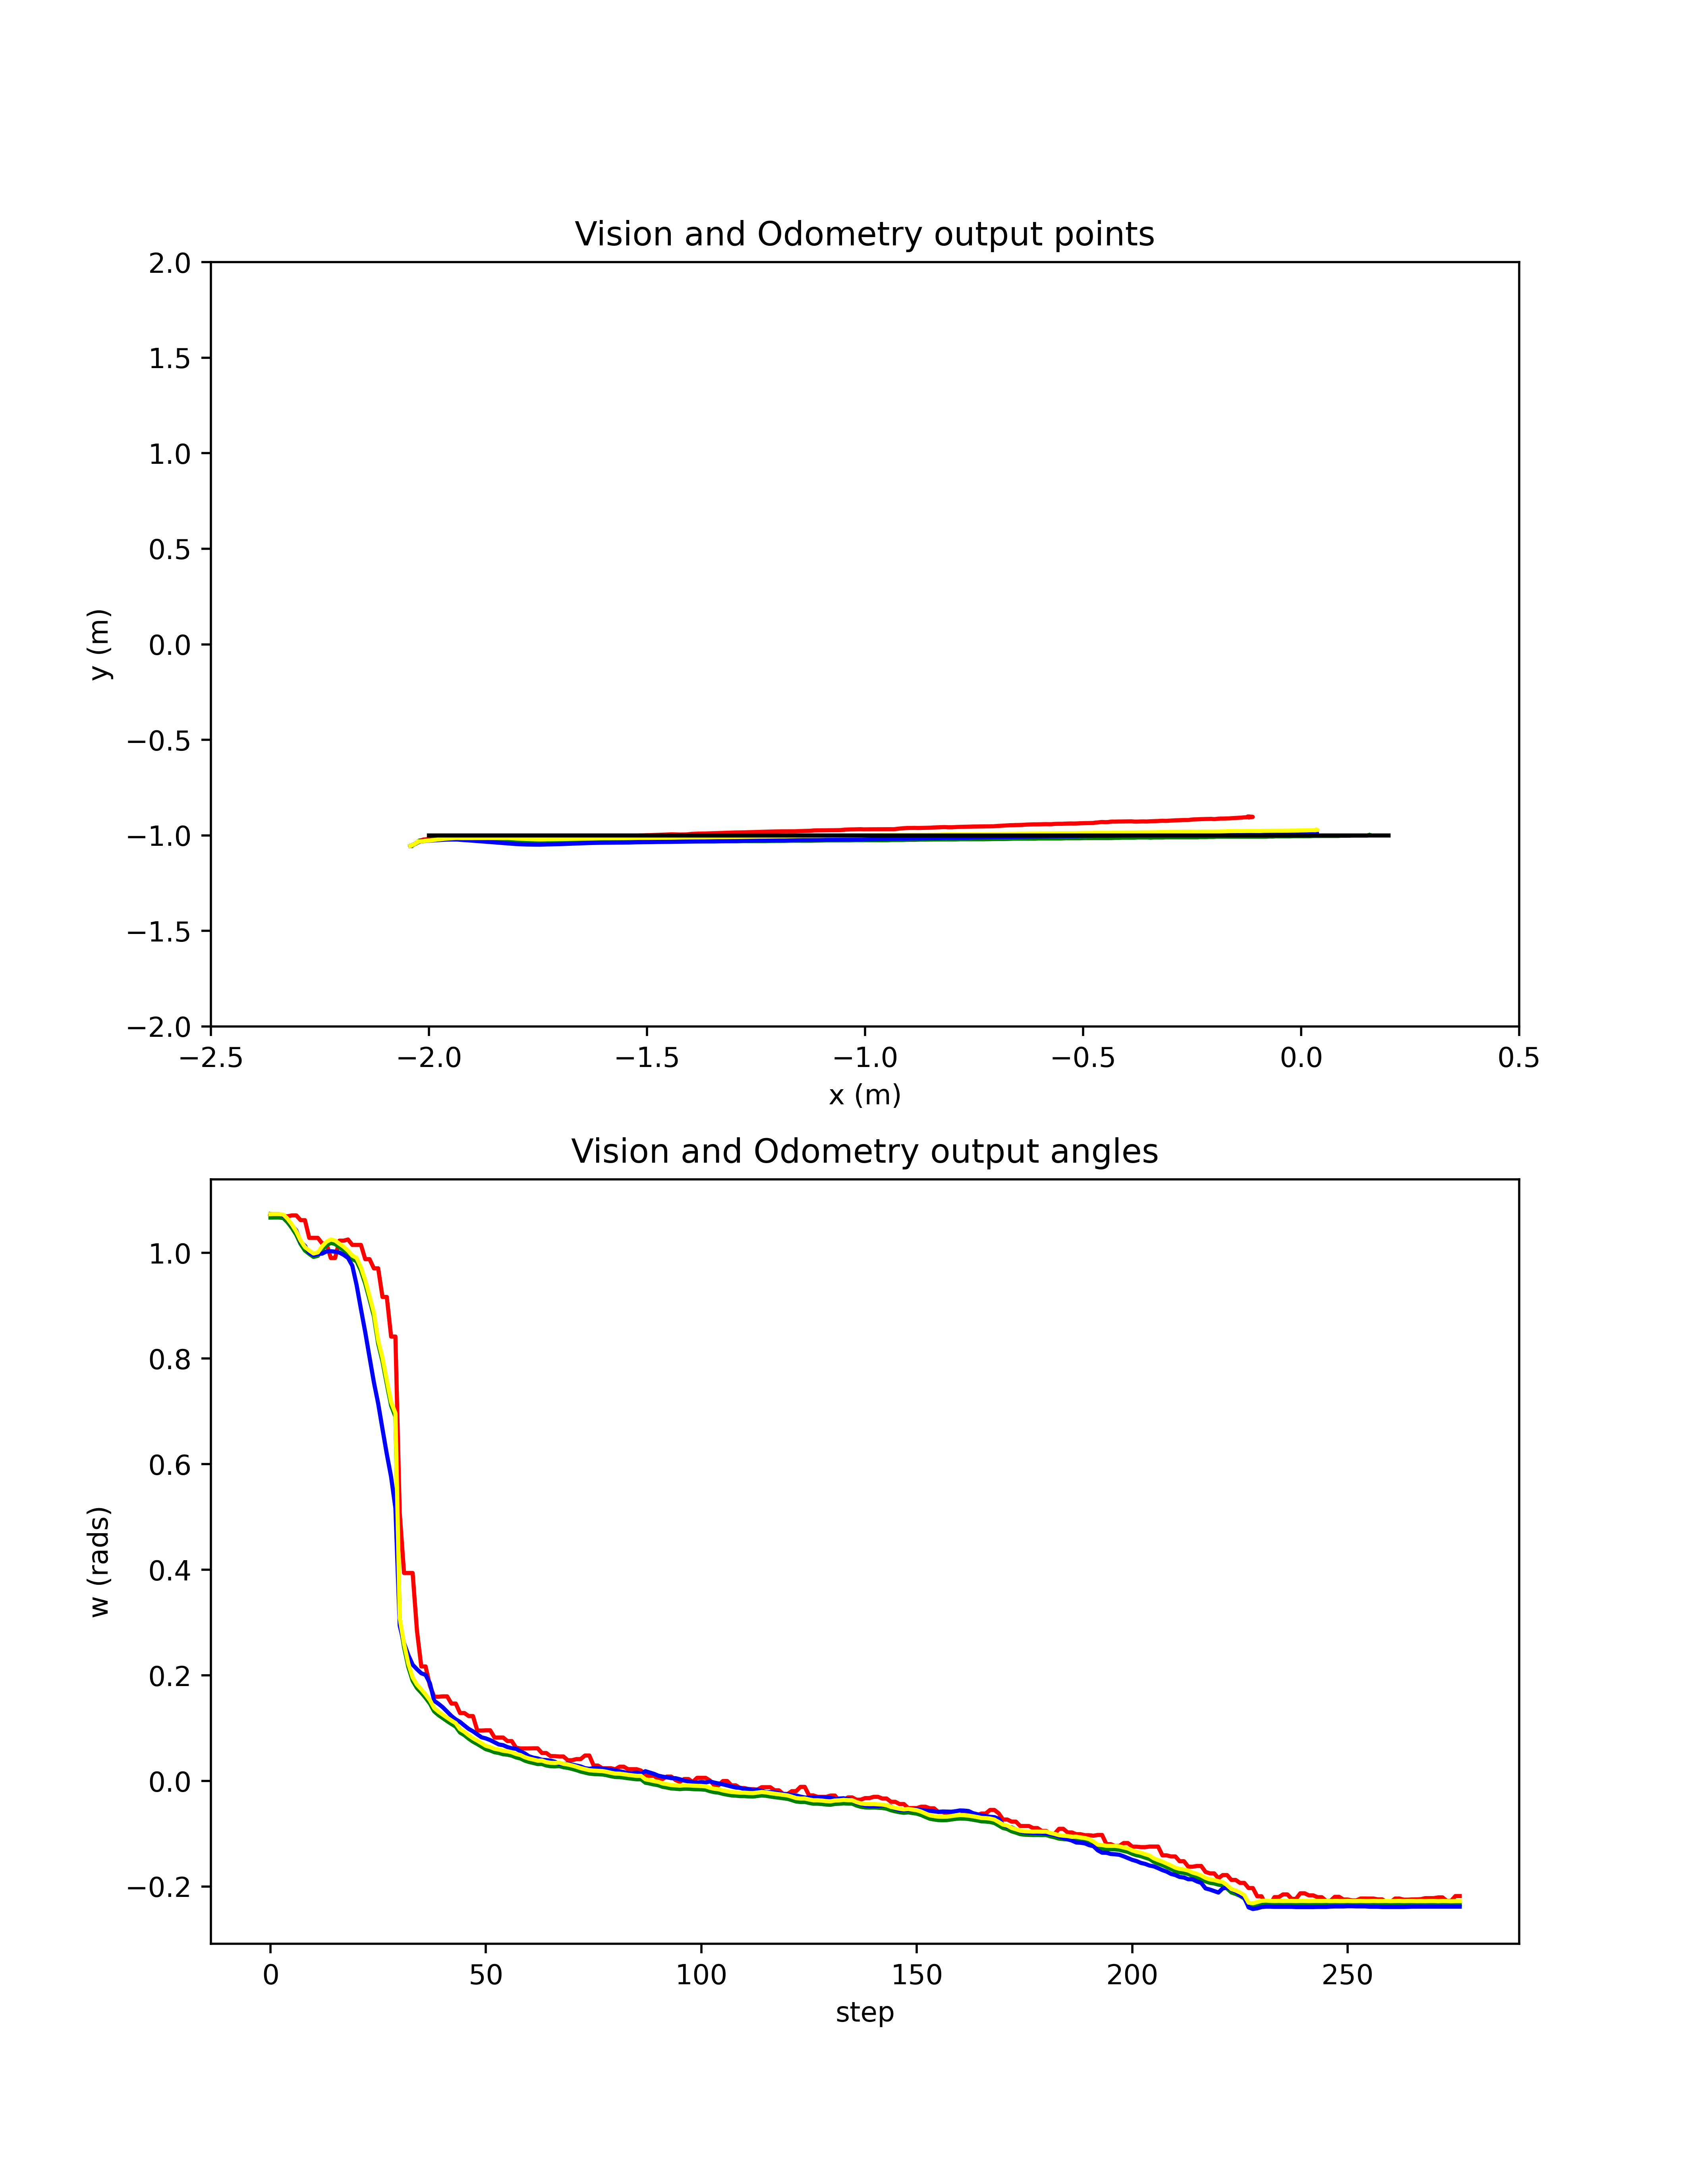 Vision and Odometry output points
2.0
1.5
1.0
0.5
0.0
−0.5
−1.0
−1.5
−2.0
y (m)
−2.5 −2.0 −1.5 −1.0 −0.5 0.0 0.5
x (m)
Vision and Odometry output angles
1.0
0.8
0.6
0.4
0.2
0.0
−0.2
w (rads)
0 50 100 150 200 250
step